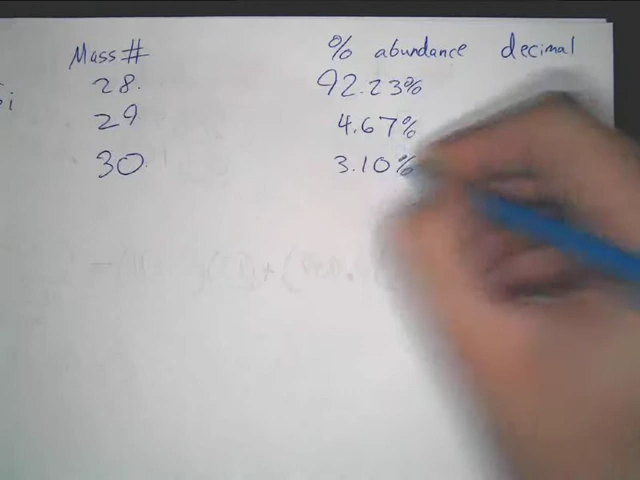 Mass # % abundance decimal
Si 28. 92.23%
29 4.67%
30 3.10%